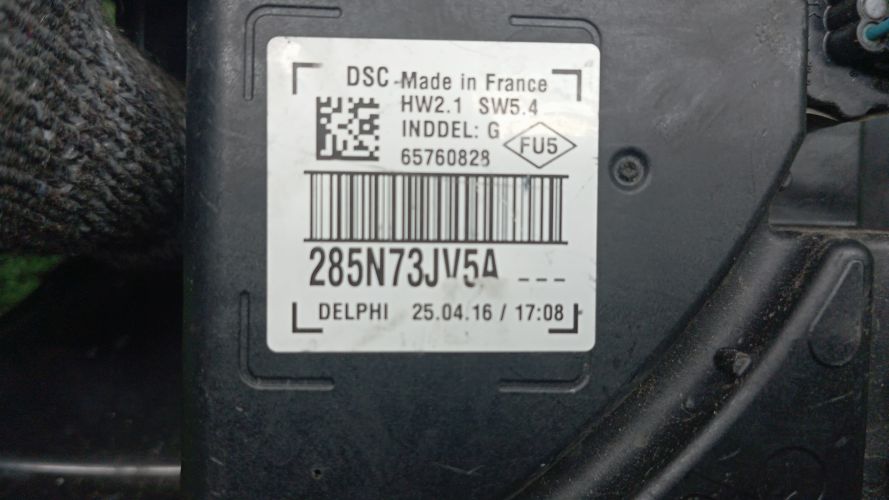 DSC Made in France
HW2.1 SW5.4
INDDEL: G
FU5
65760828
285N73JV5A ---
DELPHI 25.04.16 / 17:08